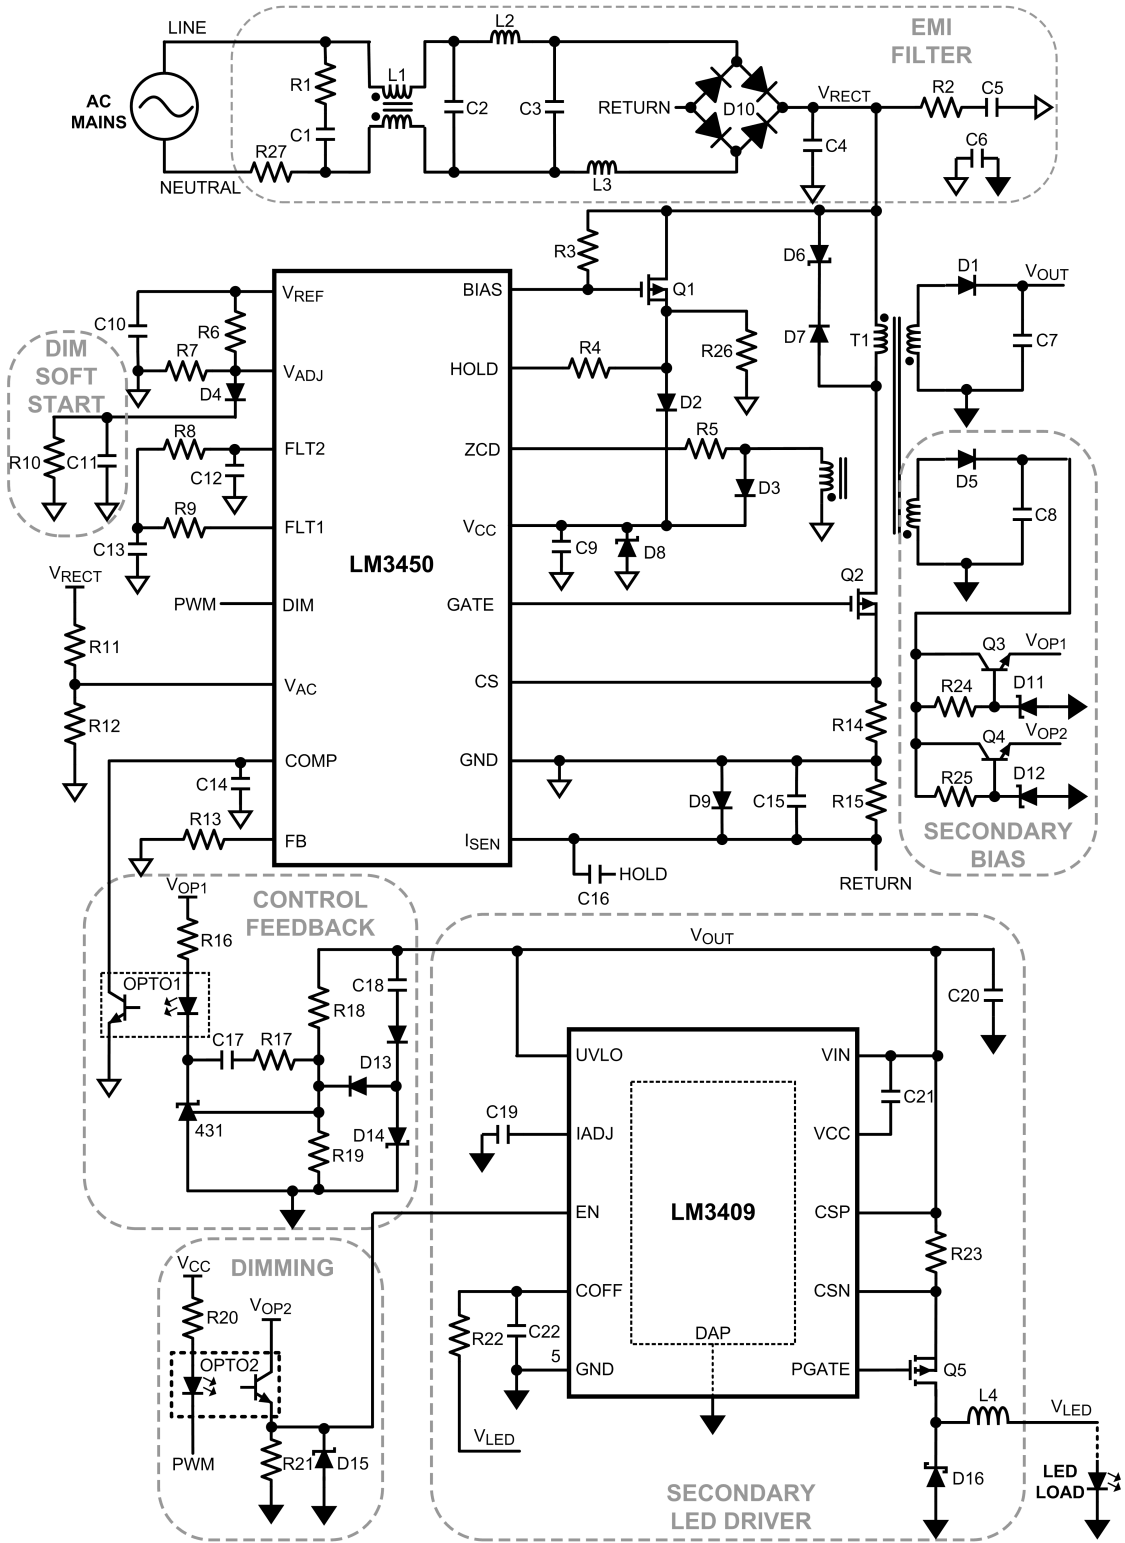 LINE
L2
EMI
FILTER
AC
MAINS
R1
L1
C2
C3
RETURN
D10
VRECT
R2
C5
C1
C4
C6
R27
NEUTRAL
L3
R3
D6
BIAS
Q1
D1
VOUT
VREF
C10
R6
R7
VADJ
D4
DIM
SOFT
START
HOLD
R4
R26
D7
T1
C7
D2
R10
C11
R8
FLT2
C12
ZCD
R5
D3
D5
C8
R9
FLT1
C13
VCC
C9
D8
LM3450
VRECT
PWM
DIM
GATE
Q2
R11
Q3
VOP1
VAC
CS
R24
D11
R12
R14
Q4
VOP2
COMP
C14
GND
R25
D12
R13
D9
C15
R15
FB
ISEN
SECONDARY
BIAS
C16
HOLD
RETURN
VOP1
CONTROL
FEEDBACK
R16
OPTO1
R18
C18
C17
R17
D13
431
D14
R19
VOUT
C20
UVLO
VIN
C21
C19
IADJ
VCC
LM3409
EN
CSP
R23
COFF
CSN
R22
C22
DAP
5
GND
PGATE
Q5
L4
VLED
VLED
D16
LED
LOAD
SECONDARY
LED DRIVER
DIMMING
VCC
R20
VOP2
OPTO2
PWM
R21
D15